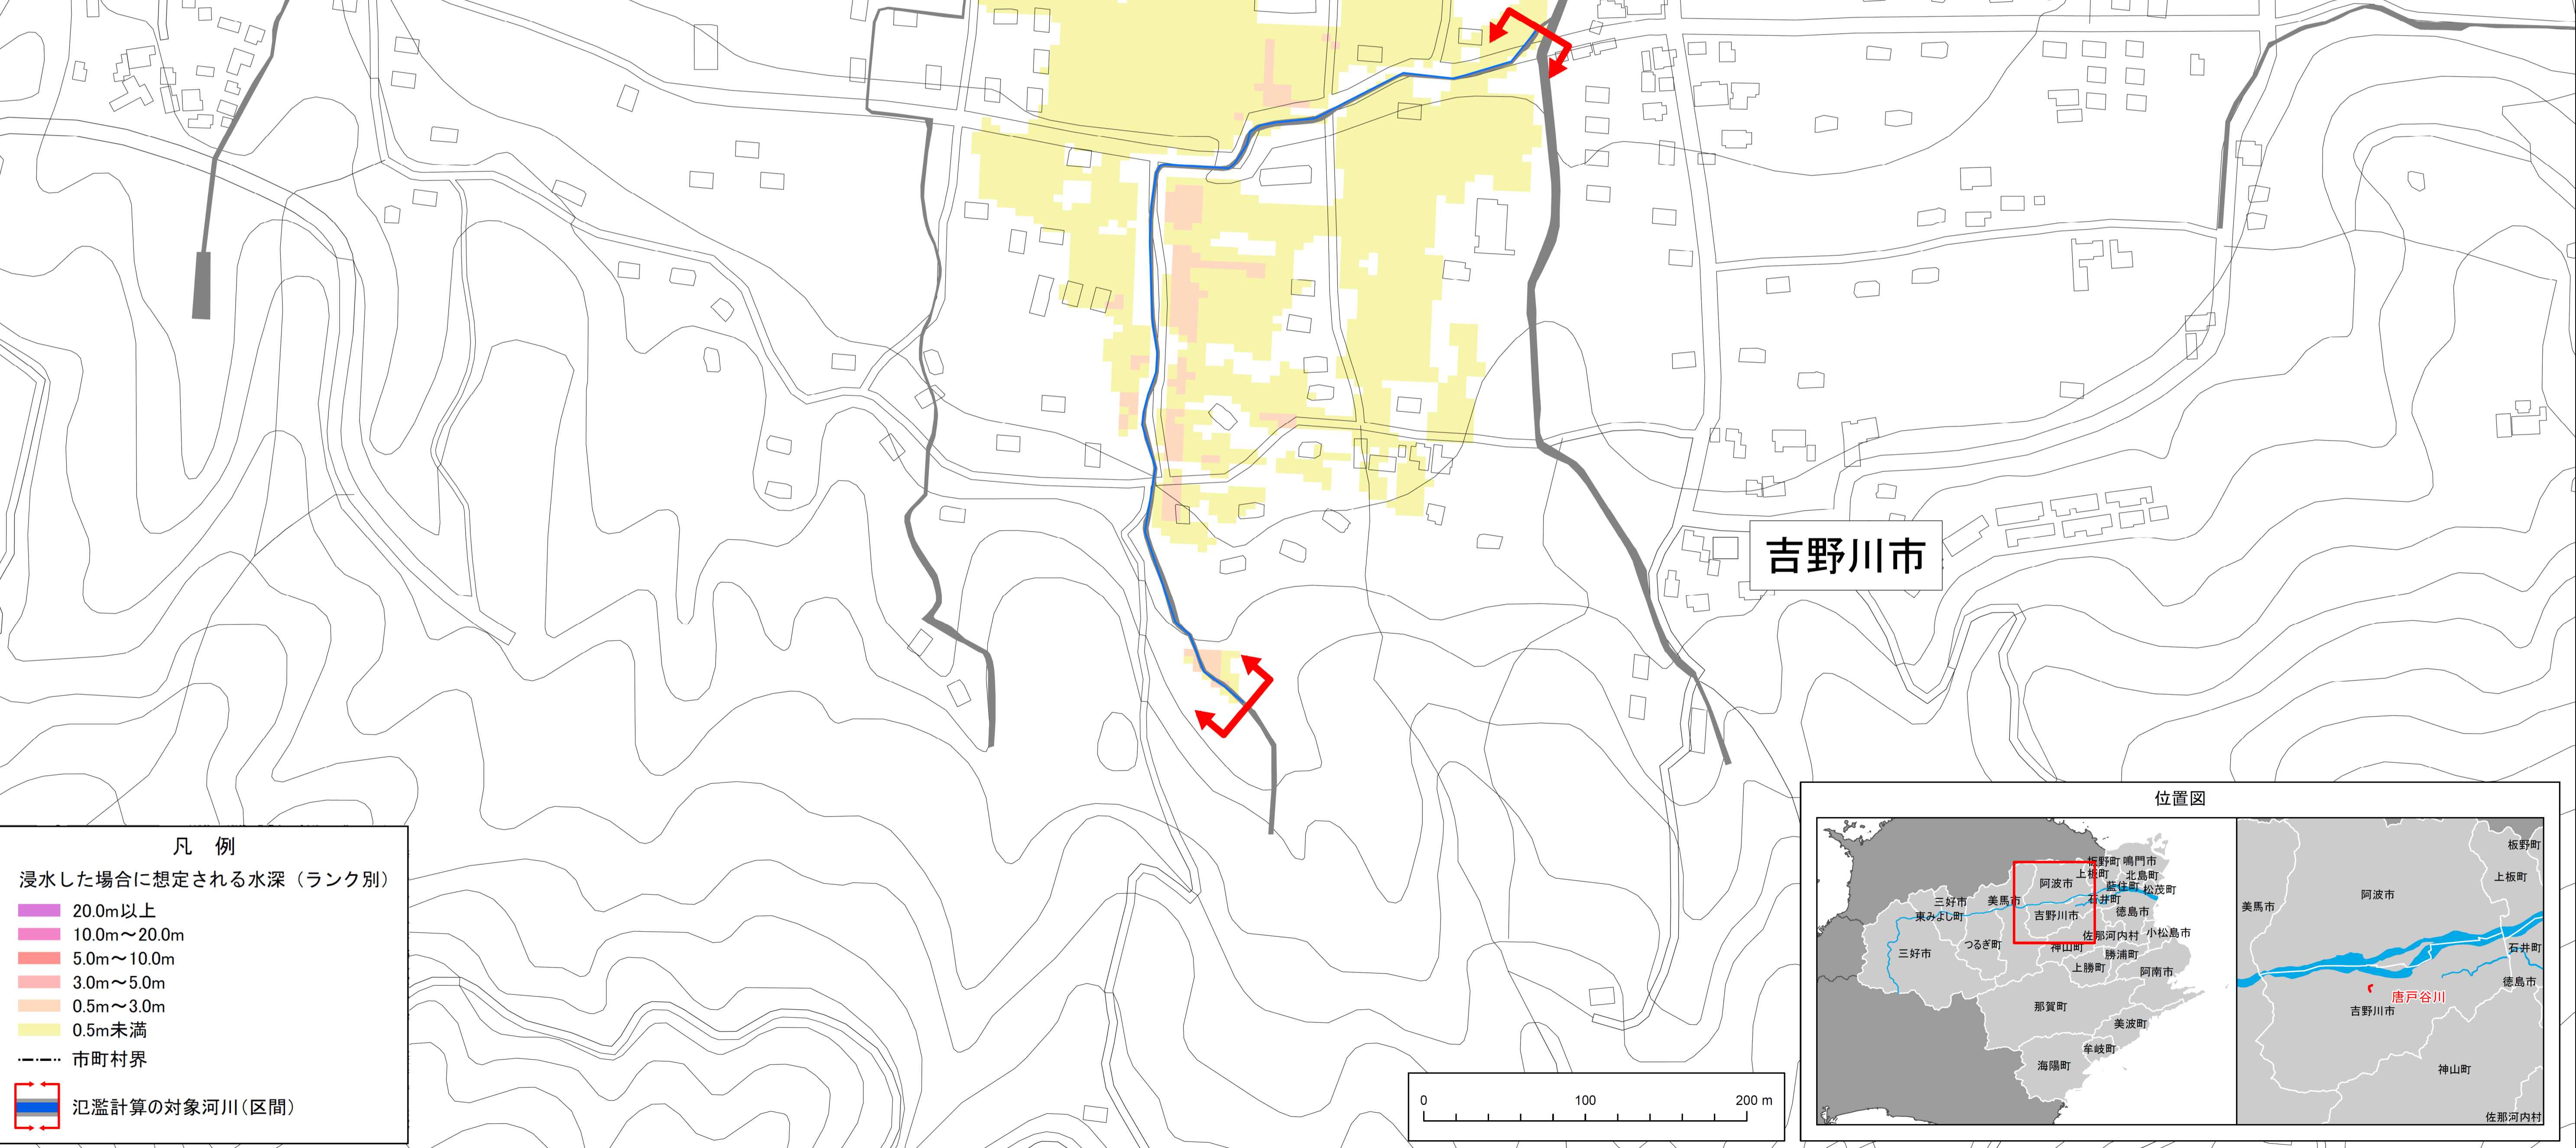 吉野川市
凡　例
浸水した場合に想定される水深（ランク別）
20.0m以上
10.0m～20.0m
5.0m～10.0m
3.0m～5.0m
0.5m～3.0m
0.5m未満
市町村界
氾濫計算の対象河川（区間）
0 100 200 m
位置図
板野町 鳴門市
上板町 北島町
阿波市 藍住町 松茂町
三好市 美馬市 石井町
東みよし町 吉野川市 徳島市
つるぎ町 佐那河内村 小松島市
三好市 神山町 勝浦町
上勝町 阿南市
那賀町
美波町
牟岐町
海陽町
板野町
上板町
阿波市
美馬市
石井町
徳島市
唐戸谷川
吉野川市
神山町
佐那河内村